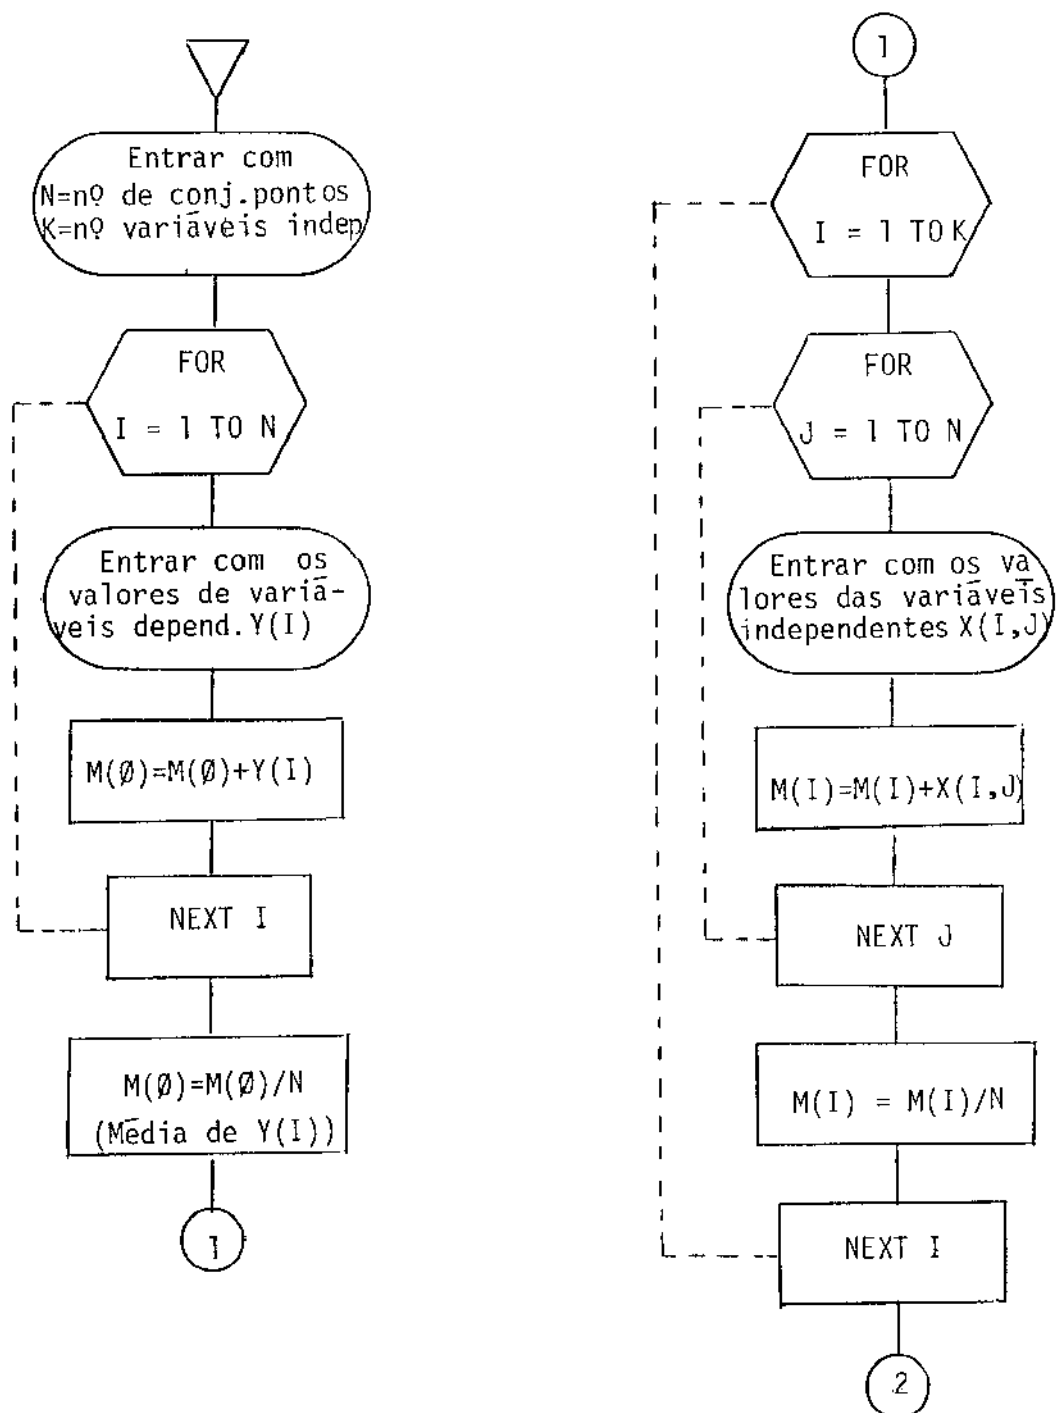 Entrar com
N=nº de conj.pontos
K=nº variáveis indep
FOR
I = 1 TO N
Entrar com os
valores de variá-
veis depend.Y(I)
M(Ø)=M(Ø)+Y(I)
NEXT I
M(Ø)=M(Ø)/N
(Média de Y(I))
1
1
FOR
I = 1 TO K
FOR
J = 1 TO N
Entrar com os va
lores das variáveis
independentes X(I,J)
M(I)=M(I)+X(I,J)
NEXT J
M(I) = M(I)/N
NEXT I
2